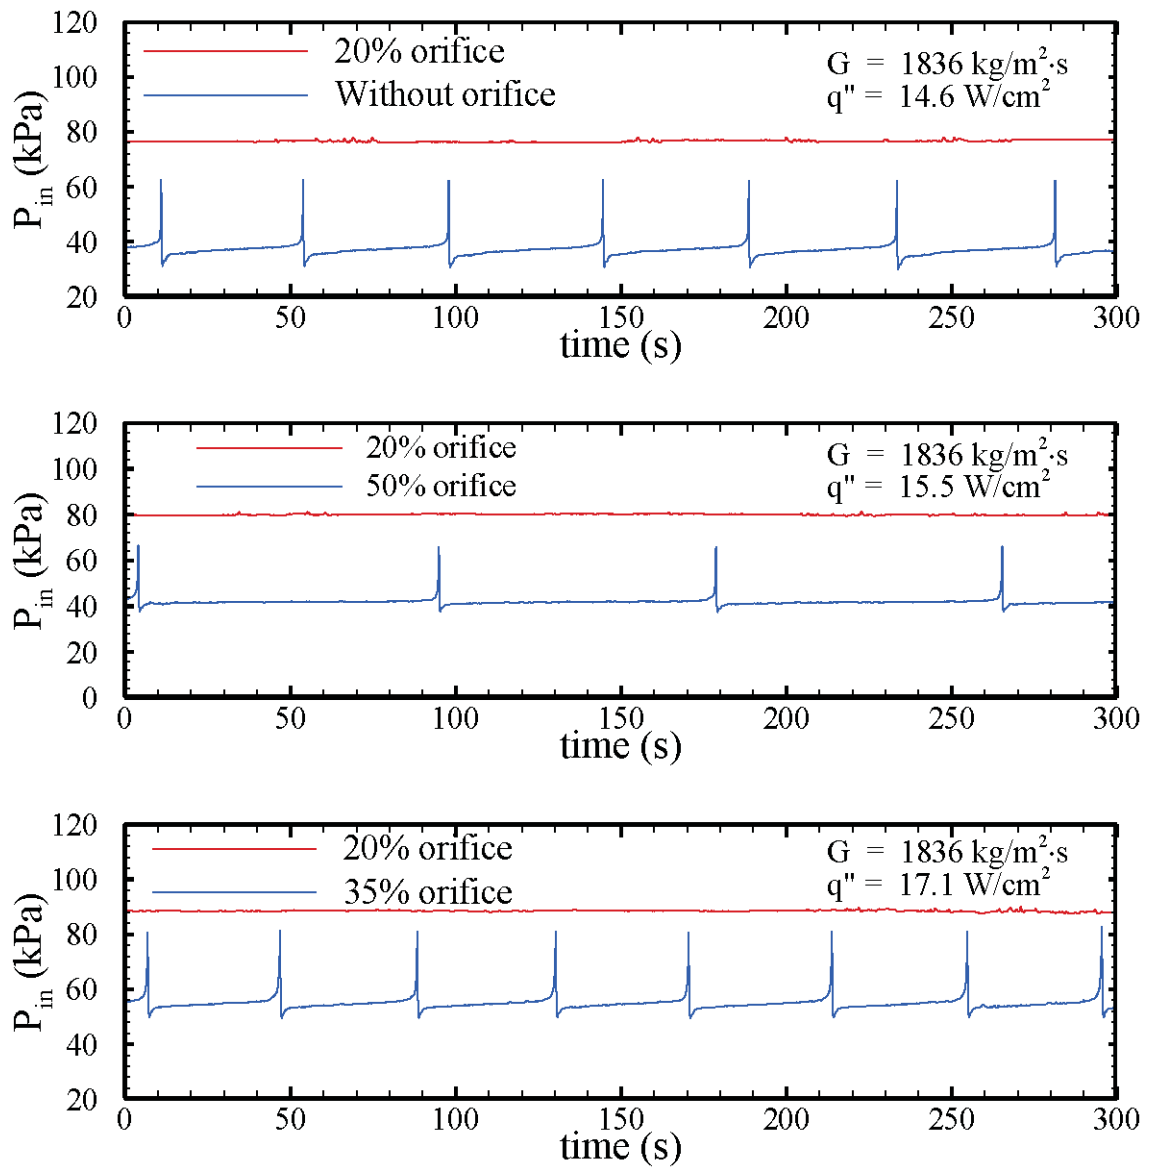 120
20% orifice
G = 1836 kg/m²·s
Without orifice
q" = 14.6 W/cm²
100
80
60
40
20
P_in (kPa)
0 50 100 150 200 250 300
time (s)
120
20% orifice
G = 1836 kg/m²·s
50% orifice
q" = 15.5 W/cm²
100
80
60
40
20
0
P_in (kPa)
0 50 100 150 200 250 300
time (s)
120
20% orifice
G = 1836 kg/m²·s
35% orifice
q" = 17.1 W/cm²
100
80
60
40
20
P_in (kPa)
0 50 100 150 200 250 300
time (s)